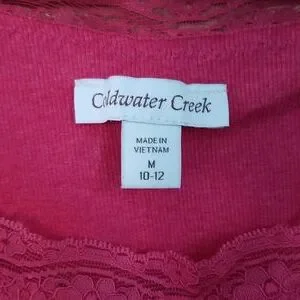 Coldwater Creek
MADE IN
VIETNAM
M
10-12